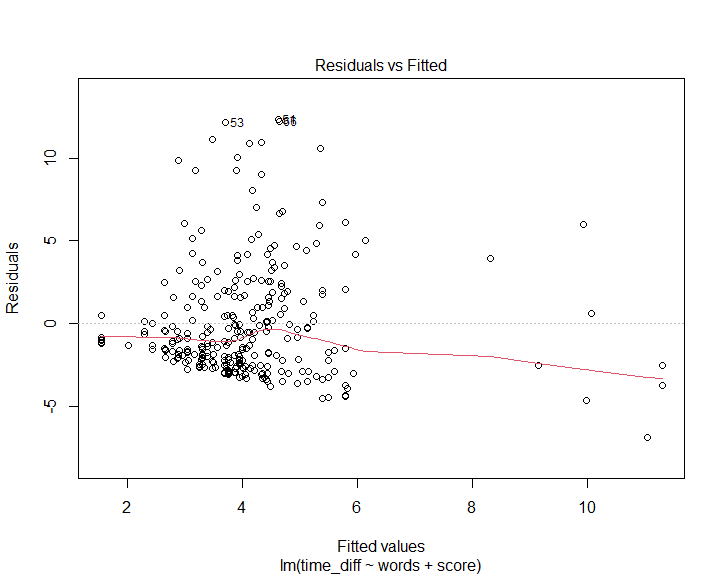 Residuals vs Fitted
53
66
10
5
0
-5
Residuals
2
4
6
8
10
Fitted values
lm(time_diff ~ words + score)